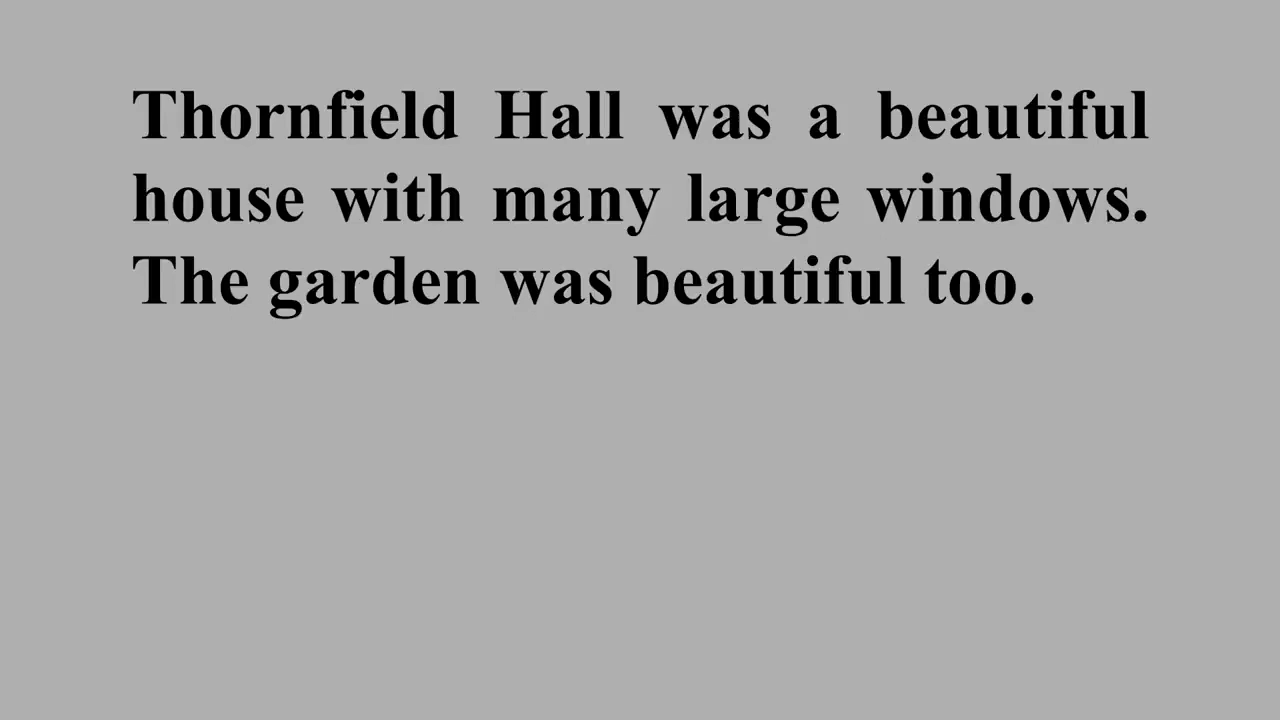 Thornfield Hall was a beautiful
house with many large windows.
The garden was beautiful too.